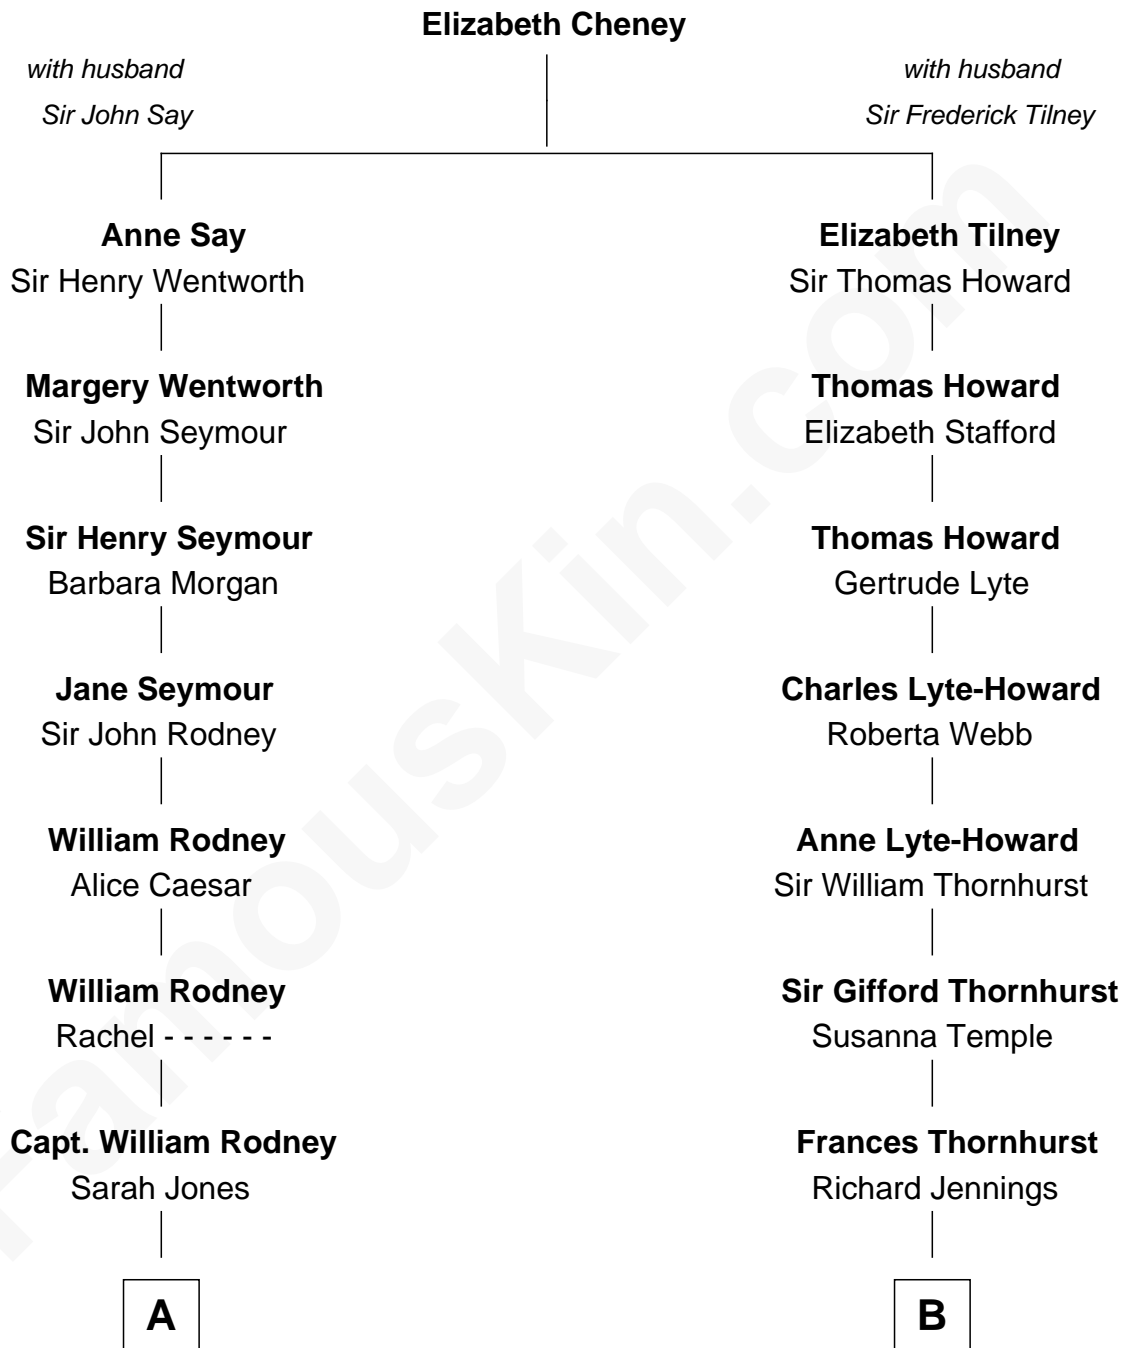 Elizabeth Cheney
with husband
Sir John Say
with husband
Sir Frederick Tilney
Anne Say
Sir Henry Wentworth
Elizabeth Tilney
Sir Thomas Howard
Margery Wentworth
Sir John Seymour
Thomas Howard
Elizabeth Stafford
Sir Henry Seymour
Barbara Morgan
Thomas Howard
Gertrude Lyte
Jane Seymour
Sir John Rodney
Charles Lyte-Howard
Roberta Webb
William Rodney
Alice Caesar
Anne Lyte-Howard
Sir William Thornhurst
William Rodney
Rachel - - - - - -
Sir Gifford Thornhurst
Susanna Temple
Capt. William Rodney
Sarah Jones
Frances Thornhurst
Richard Jennings
A
B
FamousKin.com